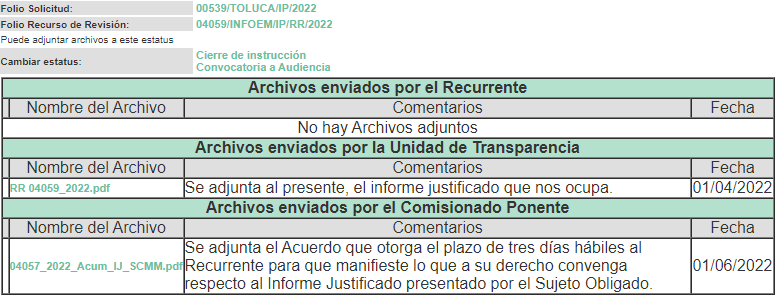 Folio Solicitud: 00539/TOLUCA/IP/2022
Folio Recurso de Revisión: 04059/INFOEM/IP/RR/2022
Puede adjuntar archivos a este estatus
Cambiar estatus: Cierre de instrucción
Convocatoria a Audiencia
Archivos enviados por el Recurrente
Nombre del Archivo Comentarios Fecha
No hay Archivos adjuntos
Archivos enviados por la Unidad de Transparencia
Nombre del Archivo Comentarios Fecha
RR 04059_2022.pdf Se adjunta al presente, el informe justificado que nos ocupa. 01/04/2022
Archivos enviados por el Comisionado Ponente
Nombre del Archivo Comentarios Fecha
04057_2022_Acum_IJ_SCMM.pdf Se adjunta el Acuerdo que otorga el plazo de tres días hábiles al
Recurrente para que manifieste lo que a su derecho convenga
respecto al Informe Justificado presentado por el Sujeto Obligado. 01/06/2022